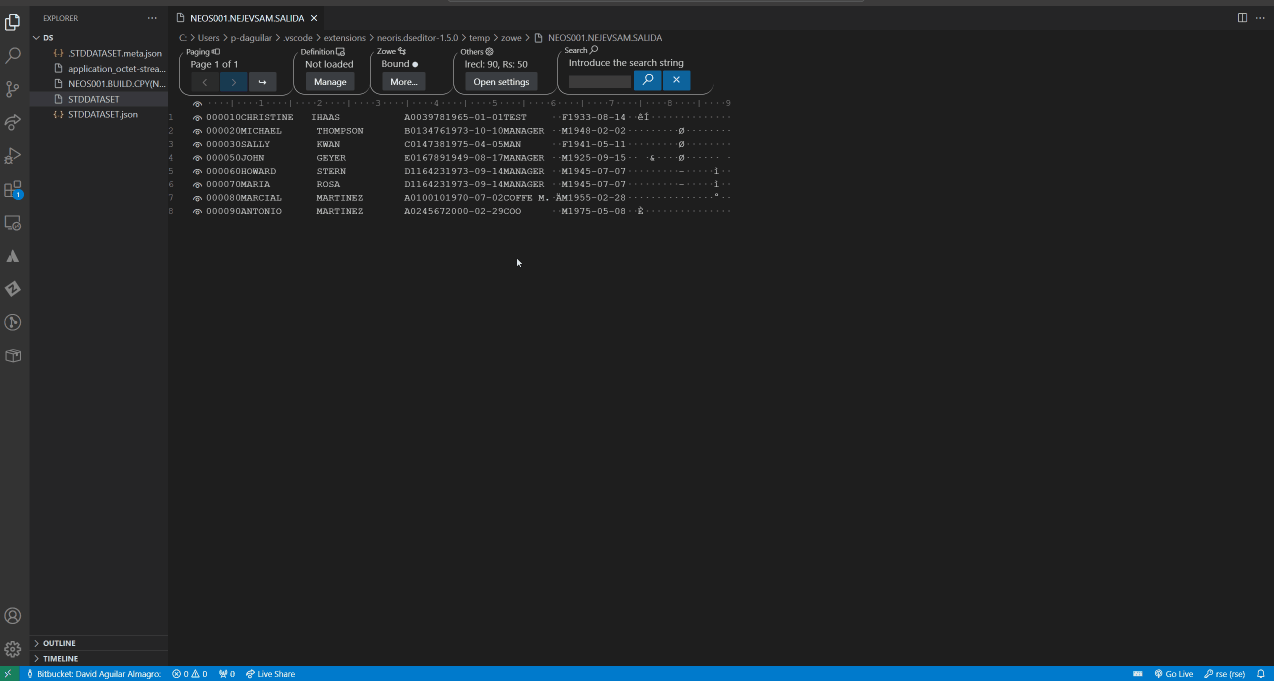 EXPLORER ···
NEOS001.NEJEVSAM.SALIDA
DS
{··} .STDDATASET.meta.json
application_octet-strea...
NEOS001.BUILD.CPY(N...
STDDATASET
{··} STDDATASET.json
C: > Users > p-daguilar > .vscode > extensions > neoris.dseditor-1.5.0 > temp > zowe > NEOS001.NEJEVSAM.SALIDA
Paging Definition Zowe Others Search
Page 1 of 1 Not loaded Bound ● Irecl: 90, Rs: 50 Introduce the search string
< > ↪ Manage More... Open settings ✕
····|····1····|····2····|····3····|····4····|····5····|····6····|····7····|····8····|····9
1 000010CHRISTINE IHAAS A0039781965-01-01TEST ··F1933-08-14··êÎ··············
2 000020MICHAEL THOMPSON B0134761973-10-10MANAGER ··M1948-02-02·········Ø········
3 000030SALLY KWAN C0147381975-04-05MAN ··F1941-05-11·········Ø········
4 000050JOHN GEYER E0167891949-08-17MANAGER ··M1925-09-15·· ·&····Ø······ ·
5 000060HOWARD STERN D1164231973-09-14MANAGER ··M1945-07-07·········–·····ì··
6 000070MARIA ROSA D1164231973-09-14MANAGER ··M1945-07-07·········–·····ì··
7 000080MARCIAL MARTINEZ A0100101970-07-02COFFE M.·ÄM1955-02-28···············°··
8 000090ANTONIO MARTINEZ A0245672000-02-29COO ··M1975-05-08··È···············
OUTLINE
TIMELINE
Bitbucket: David Aguilar Almagro: 0 0 0 Live Share Go Live rse (rse)